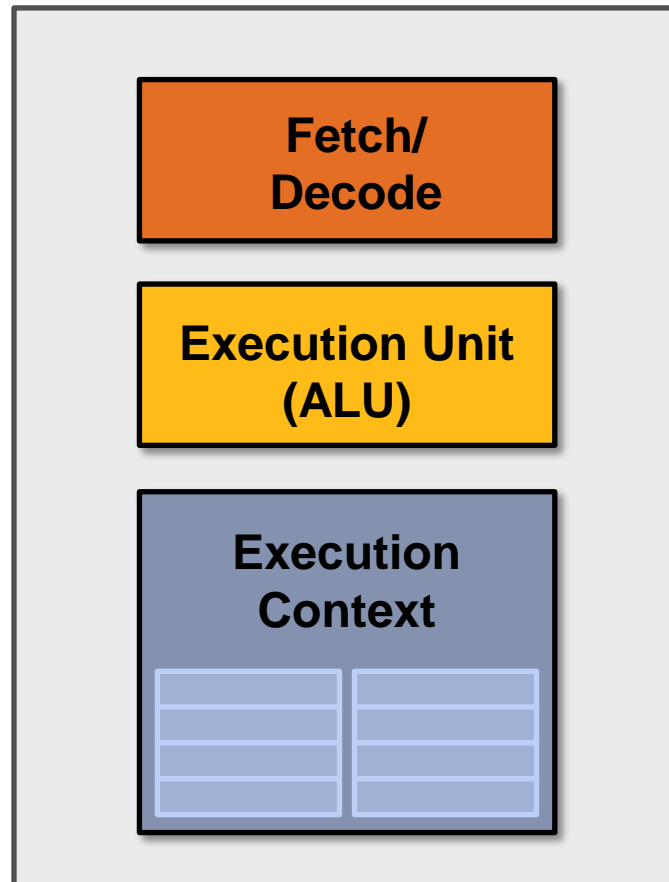 Fetch/
Decode
Execution Unit
(ALU)
Execution
Context